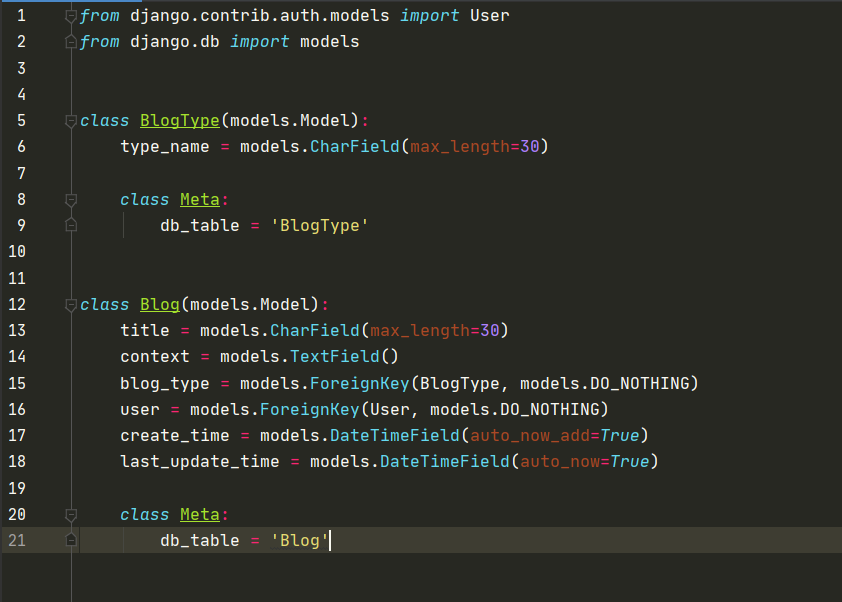 1 from django.contrib.auth.models import User
2 from django.db import models
3
4
5 class BlogType(models.Model):
6     type_name = models.CharField(max_length=30)
7
8     class Meta:
9         db_table = 'BlogType'
10
11
12 class Blog(models.Model):
13     title = models.CharField(max_length=30)
14     context = models.TextField()
15     blog_type = models.ForeignKey(BlogType, models.DO_NOTHING)
16     user = models.ForeignKey(User, models.DO_NOTHING)
17     create_time = models.DateTimeField(auto_now_add=True)
18     last_update_time = models.DateTimeField(auto_now=True)
19
20     class Meta:
21         db_table = 'Blog'